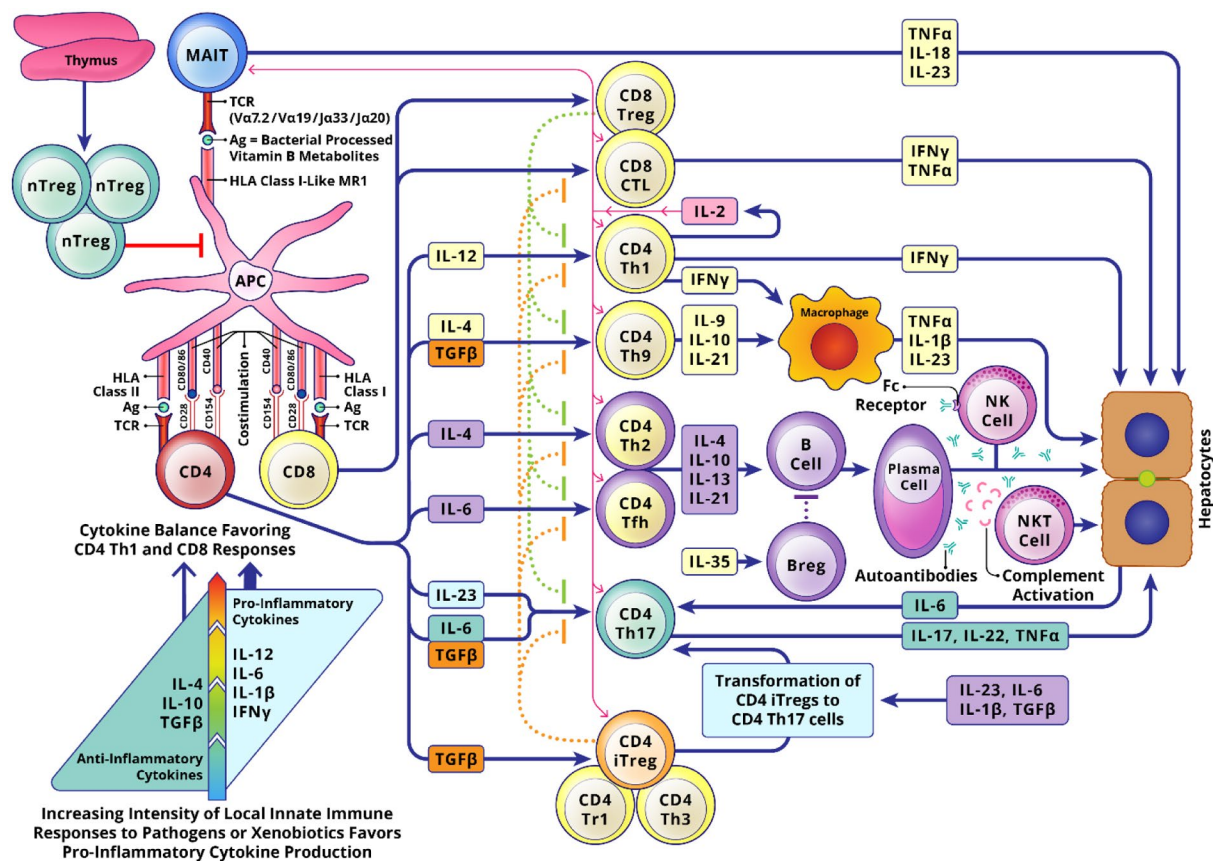 Thymus
MAIT
TCR
(Vα7.2/Vα19/Jα33/Jα20)
Ag = Bacterial Processed
Vitamin B Metabolites
HLA Class I-Like MR1
nTreg
nTreg
nTreg
APC
HLA
Class II
Ag
TCR
CD80/86
CD28
CD40
CD154
Costimulation
CD40
CD154
CD80/86
CD28
HLA
Class I
Ag
TCR
CD4
CD8
Cytokine Balance Favoring
CD4 Th1 and CD8 Responses
Pro-Inflammatory
Cytokines
IL-12
IL-6
IL-1β
IFNγ
IL-4
IL-10
TGFβ
Anti-Inflammatory
Cytokines
Increasing Intensity of Local Innate Immune
Responses to Pathogens or Xenobiotics Favors
Pro-Inflammatory Cytokine Production
IL-12
IL-4
TGFβ
IL-4
IL-6
IL-23
IL-6
TGFβ
TGFβ
CD8
Treg
CD8
CTL
CD4
Th1
CD4
Th9
CD4
Th2
CD4
Tfh
CD4
Th17
CD4
iTreg
CD4
Tr1
CD4
Th3
TNFα
IL-18
IL-23
IFNγ
TNFα
IL-2
IFNγ
IFNγ
IL-9
IL-10
IL-21
Macrophage
TNFα
IL-1β
IL-23
IL-4
IL-10
IL-13
IL-21
B
Cell
IL-35
Breg
Plasma
Cell
Fc
Receptor
NK
Cell
NKT
Cell
Autoantibodies
Complement
Activation
Hepatocytes
IL-6
IL-17, IL-22, TNFα
Transformation of
CD4 iTregs to
CD4 Th17 cells
IL-23, IL-6
IL-1β, TGFβ